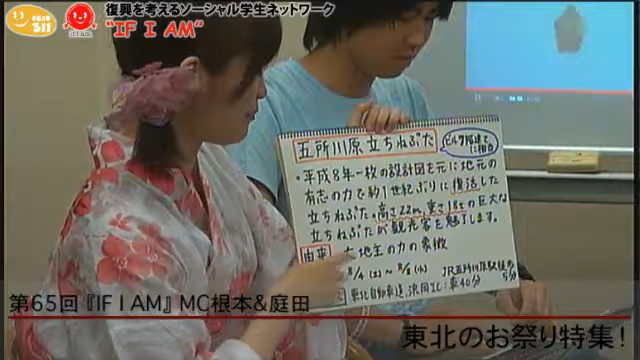 復興を考えるソーシャル学生ネットワーク
311
"IF I AM"
五所川原 立ちねぷた
ビル7階建てに相当
・平成8年一枚の設計図を元に地元の
有志の力で約1世紀ぶりに復活した
立ちねぷた。高さ22m、重さ18tの巨大な
立ちねぷたが観光客を魅了します。
由来 大地主の力の象徴
8/4(土)~8/8(水) JR五所川原駅徒歩5分
東北自動車道、浪岡IC:車40分
第65回『IF I AM』MC根本&庭田
東北のお祭り特集!